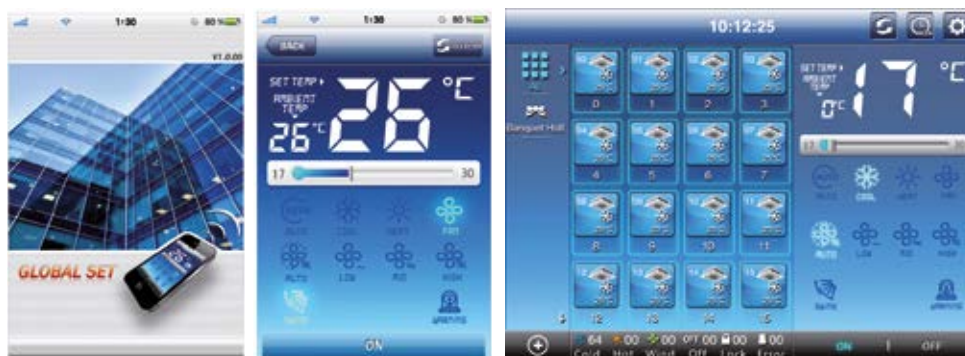 1:30
80 %
V1.0.00
GLOBAL SET
1:30
80 %
BACK
SET TEMP
26 °C
AMBIENT
TEMP
26 °C
17
30
AUTO COOL HEAT FAN
AUTO LOW MID HIGH
SWING
WARNING
ON
10:12:25
Banquet Hall
0 1 2 3
4 5 6 7
8 9 10 11
12 13 14 15
64 00 00 OFF 00 00 00
Cold Hot Wind Off Lock Error
SET TEMP
17 °C
AMBIENT
TEMP
0°C
17
30
AUTO COOL HEAT FAN
AUTO LOW MID HIGH
SWING
WARNING
ON OFF